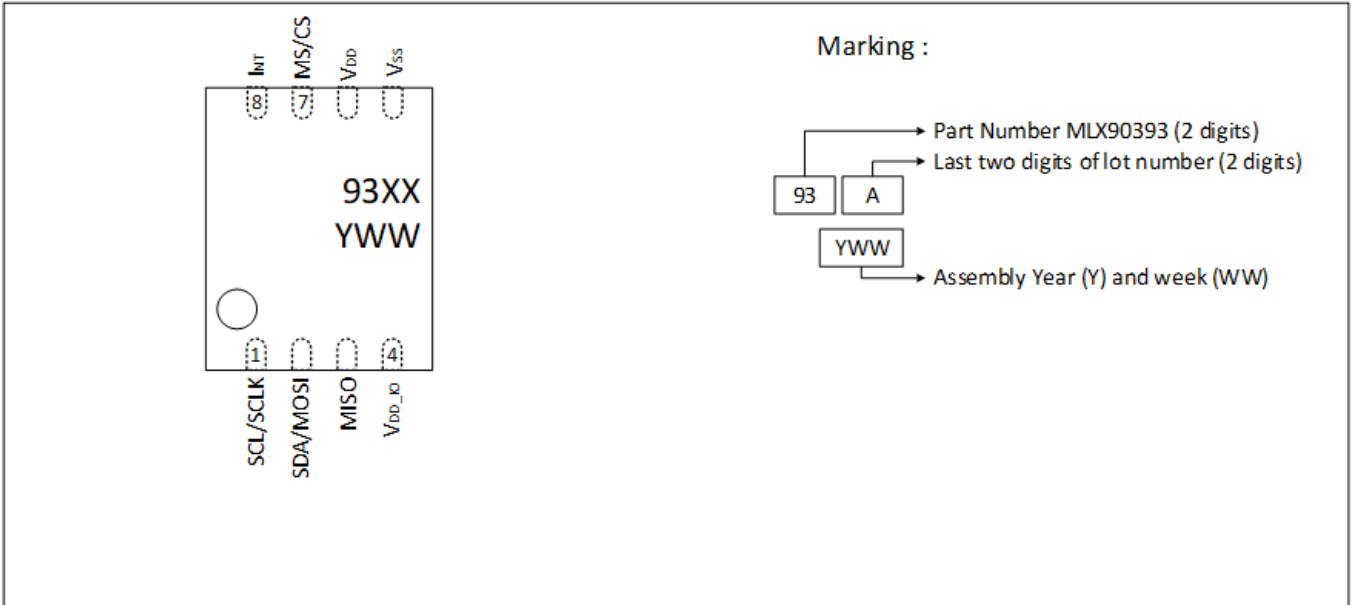 INT
MS/CS
VDD
VSS
8
7
93XX
YWW
1
4
SCL/SCLK
SDA/MOSI
MISO
VDD_IO
Marking :
Part Number MLX90393 (2 digits)
Last two digits of lot number (2 digits)
93
A
YWW
Assembly Year (Y) and week (WW)